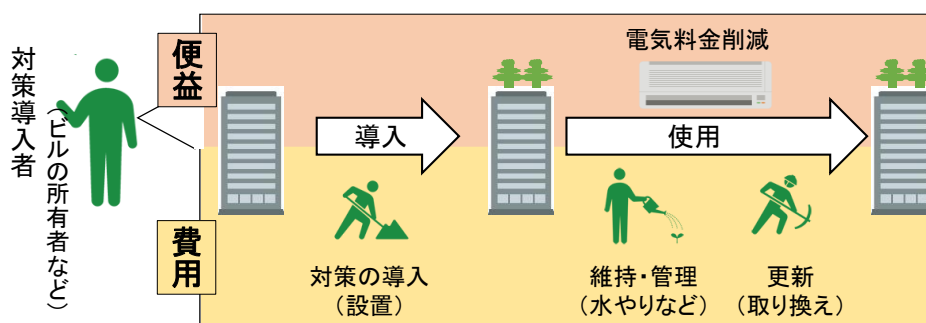 対策導入者
（ビルの所有者など）
便益
電気料金削減
導入
使用
費用
対策の導入
（設置）
維持・管理
（水やりなど）
更新
（取り換え）